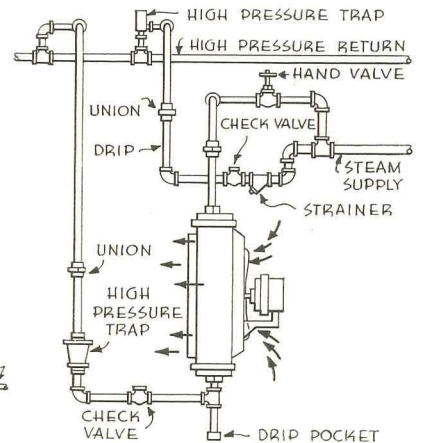 HIGH PRESSURE TRAP
HIGH PRESSURE RETURN
HAND VALVE
UNION
CHECK VALVE
DRIP
STEAM
SUPPLY
STRAINER
UNION
HIGH
PRESSURE
TRAP
CHECK
VALVE
DRIP POCKET